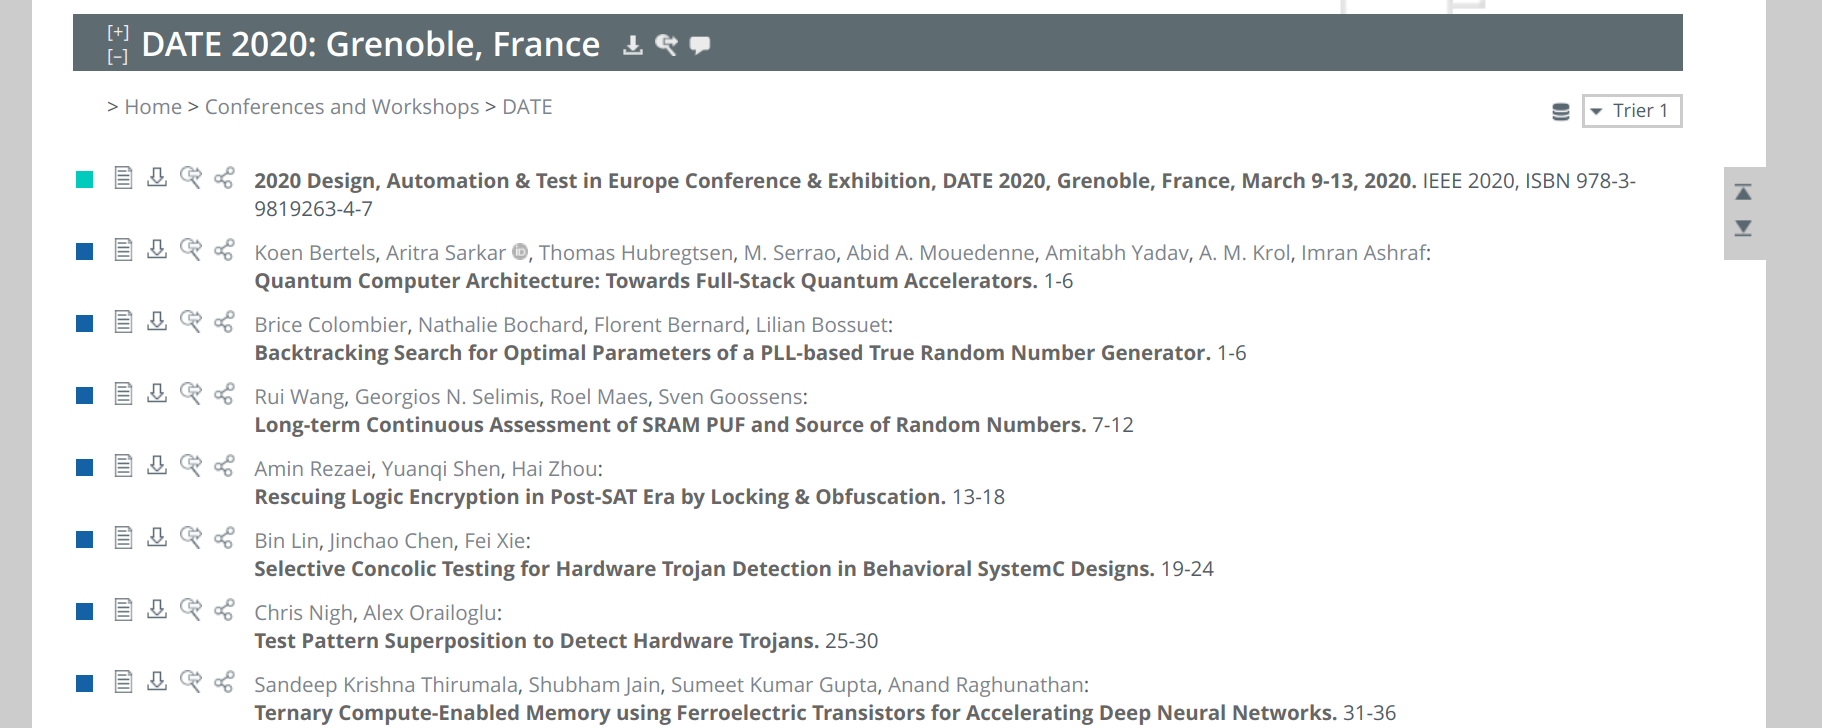 [+]
[–]
DATE 2020: Grenoble, France
> Home > Conferences and Workshops > DATE
Trier 1
2020 Design, Automation & Test in Europe Conference & Exhibition, DATE 2020, Grenoble, France, March 9-13, 2020. IEEE 2020, ISBN 978-3-
9819263-4-7
Koen Bertels, Aritra Sarkar iD, Thomas Hubregtsen, M. Serrao, Abid A. Mouedenne, Amitabh Yadav, A. M. Krol, Imran Ashraf:
Quantum Computer Architecture: Towards Full-Stack Quantum Accelerators. 1-6
Brice Colombier, Nathalie Bochard, Florent Bernard, Lilian Bossuet:
Backtracking Search for Optimal Parameters of a PLL-based True Random Number Generator. 1-6
Rui Wang, Georgios N. Selimis, Roel Maes, Sven Goossens:
Long-term Continuous Assessment of SRAM PUF and Source of Random Numbers. 7-12
Amin Rezaei, Yuanqi Shen, Hai Zhou:
Rescuing Logic Encryption in Post-SAT Era by Locking & Obfuscation. 13-18
Bin Lin, Jinchao Chen, Fei Xie:
Selective Concolic Testing for Hardware Trojan Detection in Behavioral SystemC Designs. 19-24
Chris Nigh, Alex Orailoglu:
Test Pattern Superposition to Detect Hardware Trojans. 25-30
Sandeep Krishna Thirumala, Shubham Jain, Sumeet Kumar Gupta, Anand Raghunathan:
Ternary Compute-Enabled Memory using Ferroelectric Transistors for Accelerating Deep Neural Networks. 31-36